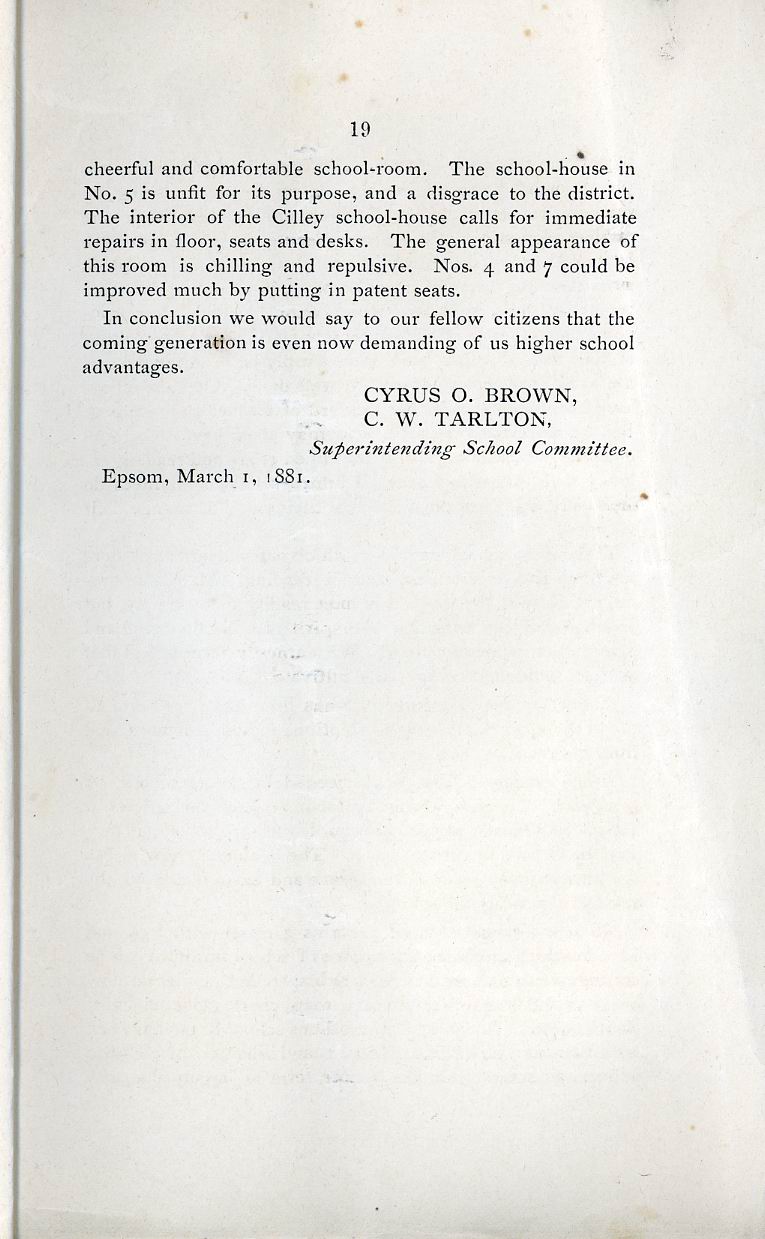 19
cheerful and comfortable school-room. The school-house in
No. 5 is unfit for its purpose, and a disgrace to the district.
The interior of the Cilley school-house calls for immediate
repairs in floor, seats and desks. The general appearance of
this room is chilling and repulsive. Nos. 4 and 7 could be
improved much by putting in patent seats.
In conclusion we would say to our fellow citizens that the
coming generation is even now demanding of us higher school
advantages.
CYRUS O. BROWN,
C. W. TARLTON,
Superintending School Committee.
Epsom, March 1, 1881.